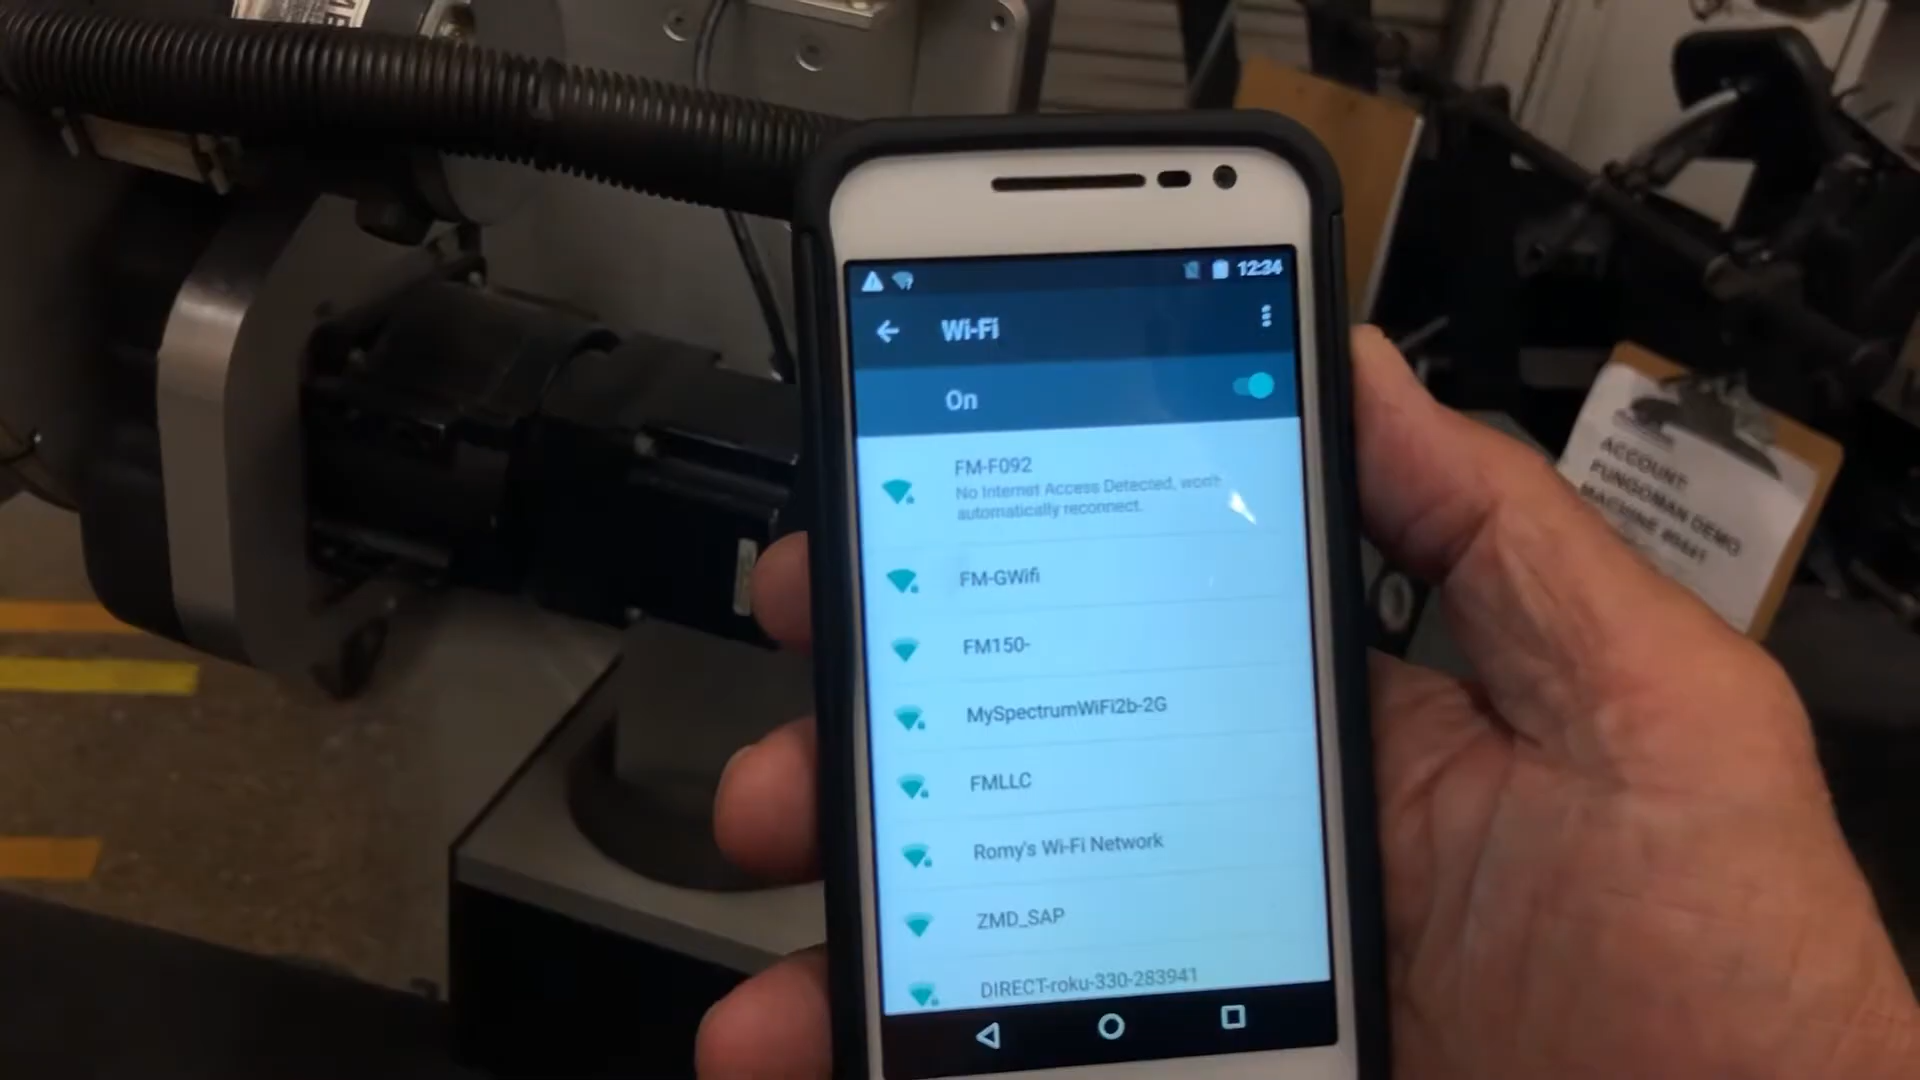 12:34
Wi-Fi
On
FM-F092
No Internet Access Detected, won't
automatically reconnect.
FM-GWifi
FM150-
MySpectrumWiFi2b-2G
FMLLC
Romy's Wi-Fi Network
ZMD_SAP
DIRECT-roku-330-283941
ACCOUNT:
FUNGOMAN DEMO
MACHINE